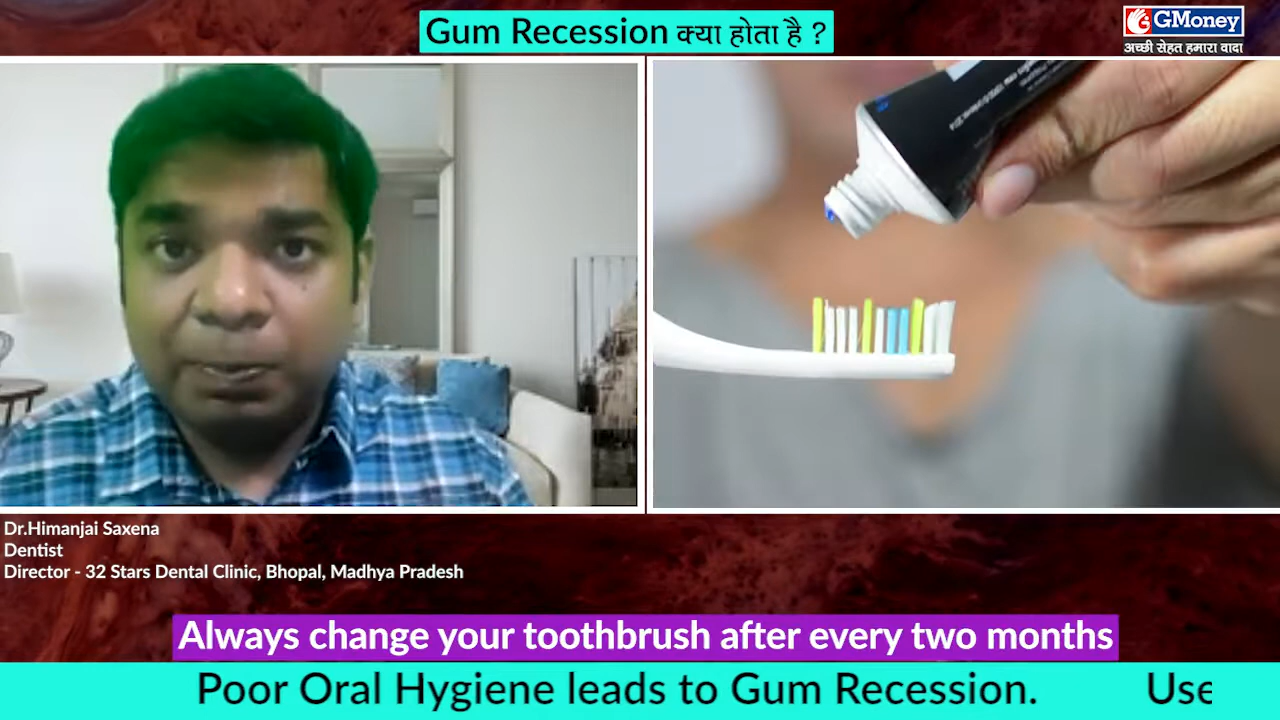 Gum Recession क्या होता है ?
GMoney
अच्छी सेहत हमारा वादा
Dr.Himanjai Saxena
Dentist
Director - 32 Stars Dental Clinic, Bhopal, Madhya Pradesh
Always change your toothbrush after every two months
Poor Oral Hygiene leads to Gum Recession. Use